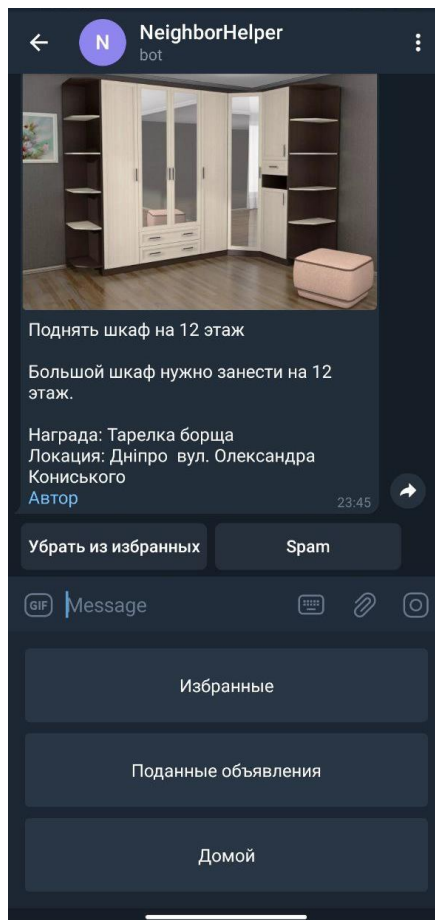 N
NeighborHelper
bot
Поднять шкаф на 12 этаж
Большой шкаф нужно занести на 12
этаж.
Награда: Тарелка борща
Локация: Дніпро вул. Олександра
Кониського
Автор
23:45
Убрать из избранных
Spam
GIF
Message
Избранные
Поданные объявления
Домой